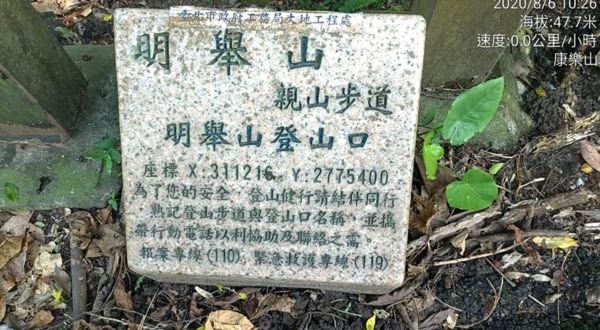 2020/8/6 10:26
海拔:47.7米
速度:0.0公里/小時
康樂山
臺北市政府工務局大地工程處
明舉山
親山步道
明舉山登山口
座標 X:311216 Y:2775400
為了您的安全,登山健行請結伴同行
熟記登山步道與登山口名稱,並攜
帶行動電話以利協助及聯絡之需。
報案專線(110) 緊急救護專線(119)